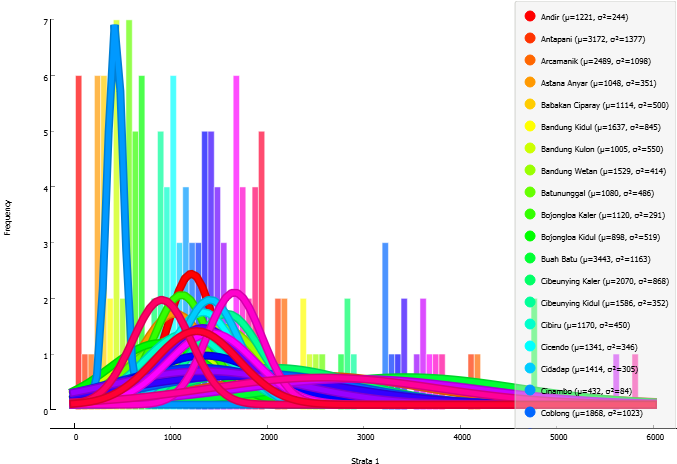 7
6
5
4
3
2
1
0
Frequency
0 1000 2000 3000 4000 5000 6000
Strata 1
Andir (μ=1221, σ²=244)
Antapani (μ=3172, σ²=1377)
Arcamanik (μ=2489, σ²=1098)
Astana Anyar (μ=1048, σ²=351)
Babakan Ciparay (μ=1114, σ²=500)
Bandung Kidul (μ=1637, σ²=845)
Bandung Kulon (μ=1005, σ²=550)
Bandung Wetan (μ=1529, σ²=414)
Batununggal (μ=1080, σ²=486)
Bojongloa Kaler (μ=1120, σ²=291)
Bojongloa Kidul (μ=898, σ²=519)
Buah Batu (μ=3443, σ²=1163)
Cibeunying Kaler (μ=2070, σ²=868)
Cibeunying Kidul (μ=1586, σ²=352)
Cibiru (μ=1170, σ²=450)
Cicendo (μ=1341, σ²=346)
Cidadap (μ=1414, σ²=305)
Cinambo (μ=432, σ²=84)
Coblong (μ=1868, σ²=1023)